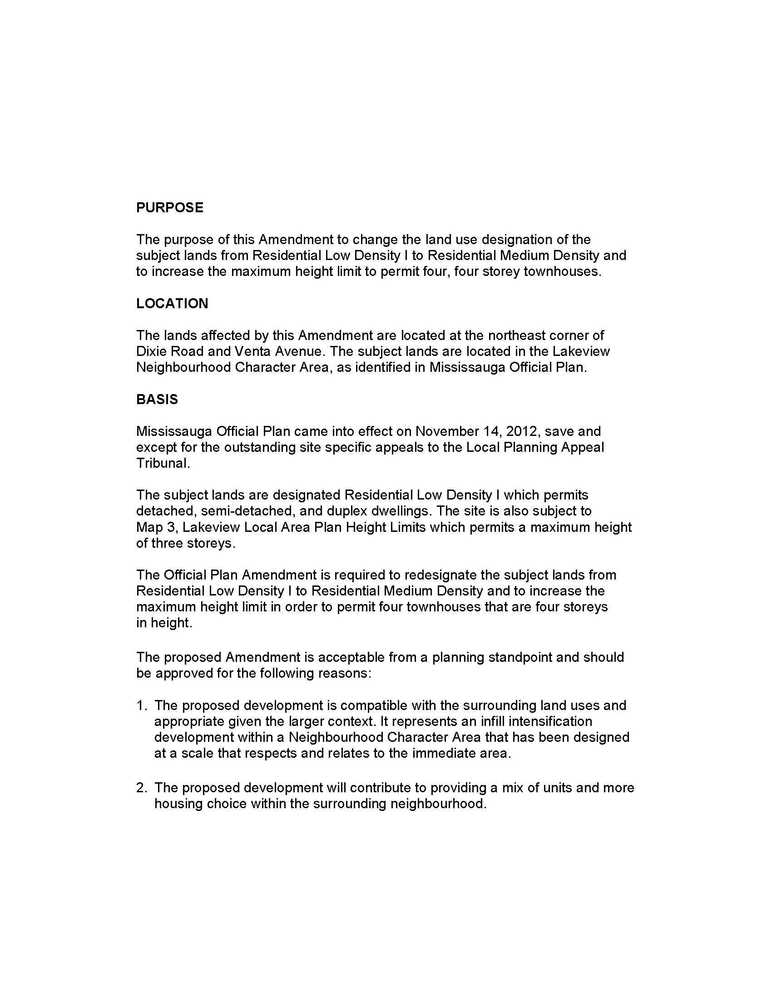 PURPOSE
The purpose of this Amendment to change the land use designation of the
subject lands from Residential Low Density I to Residential Medium Density and
to increase the maximum height limit to permit four, four storey townhouses.
LOCATION
The lands affected by this Amendment are located at the northeast corner of
Dixie Road and Venta Avenue. The subject lands are located in the Lakeview
Neighbourhood Character Area, as identified in Mississauga Official Plan.
BASIS
Mississauga Official Plan came into effect on November 14, 2012, save and
except for the outstanding site specific appeals to the Local Planning Appeal
Tribunal.
The subject lands are designated Residential Low Density I which permits
detached, semi-detached, and duplex dwellings. The site is also subject to
Map 3, Lakeview Local Area Plan Height Limits which permits a maximum height
of three storeys.
The Official Plan Amendment is required to redesignate the subject lands from
Residential Low Density I to Residential Medium Density and to increase the
maximum height limit in order to permit four townhouses that are four storeys
in height.
The proposed Amendment is acceptable from a planning standpoint and should
be approved for the following reasons:
1. The proposed development is compatible with the surrounding land uses and
appropriate given the larger context. It represents an infill intensification
development within a Neighbourhood Character Area that has been designed
at a scale that respects and relates to the immediate area.
2. The proposed development will contribute to providing a mix of units and more
housing choice within the surrounding neighbourhood.